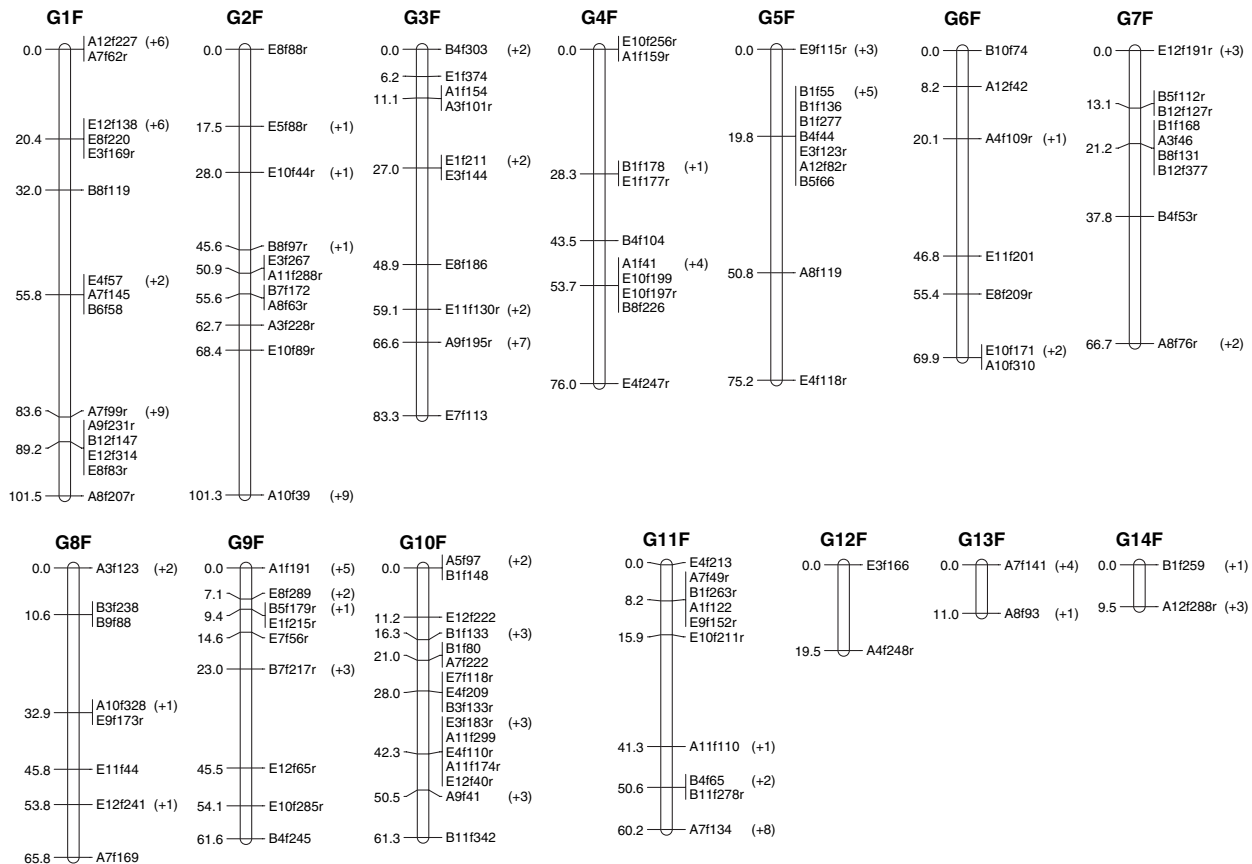 G1F
0.0 A12f227 (+6)
A7f62r
E12f138 (+6)
20.4 E8f220
E3f169r
32.0 B8f119
E4f57 (+2)
55.8 A7f145
B6f58
83.6 A7f99r (+9)
A9f231r
B12f147
89.2 E12f314
E8f83r
101.5 A8f207r
G2F
0.0 E8f88r
17.5 E5f88r (+1)
28.0 E10f44r (+1)
45.6 B8f97r (+1)
50.9 E3f267
A11f288r
55.6 B7f172
A8f63r
62.7 A3f228r
68.4 E10f89r
101.3 A10f39 (+9)
G3F
0.0 B4f303 (+2)
6.2 E1f374
11.1 A1f154
A3f101r
27.0 E1f211 (+2)
E3f144
48.9 E8f186
59.1 E11f130r (+2)
66.6 A9f195r (+7)
83.3 E7f113
G4F
0.0 E10f256r
A1f159r
28.3 B1f178 (+1)
E1f177r
43.5 B4f104
A1f41 (+4)
E10f199
53.7 E10f197r
B8f226
76.0 E4f247r
G5F
0.0 E9f115r (+3)
B1f55 (+5)
B1f136
B1f277
19.8 B4f44
E3f123r
A12f82r
B5f66
50.8 A8f119
75.2 E4f118r
G6F
0.0 B10f74
8.2 A12f42
20.1 A4f109r (+1)
46.8 E11f201
55.4 E8f209r
69.9 E10f171 (+2)
A10f310
G7F
0.0 E12f191r (+3)
13.1 B5f112r
B12f127r
B1f168
21.2 A3f46
B8f131
B12f377
37.8 B4f53r
66.7 A8f76r (+2)
G8F
0.0 A3f123 (+2)
10.6 B3f238
B9f88
32.9 A10f328 (+1)
E9f173r
45.8 E11f44
53.8 E12f241 (+1)
65.8 A7f169
G9F
0.0 A1f191 (+5)
7.1 E8f289 (+2)
9.4 B5f179r (+1)
E1f215r
14.6 E7f56r
23.0 B7f217r (+3)
45.5 E12f65r
54.1 E10f285r
61.6 B4f245
G10F
0.0 A5f97 (+2)
B1f148
11.2 E12f222
16.3 B1f133 (+3)
21.0 B1f80
A7f222
E7f118r
28.0 E4f209
B3f133r
E3f183r (+3)
A11f299
42.3 E4f110r
A11f174r
E12f40r
50.5 A9f41 (+3)
61.3 B11f342
G11F
0.0 E4f213
A7f49r
8.2 B1f263r
A1f122
E9f152r
15.9 E10f211r
41.3 A11f110 (+1)
50.6 B4f65 (+2)
B11f278r
60.2 A7f134 (+8)
G12F
0.0 E3f166
19.5 A4f248r
G13F
0.0 A7f141 (+4)
11.0 A8f93 (+1)
G14F
0.0 B1f259 (+1)
9.5 A12f288r (+3)